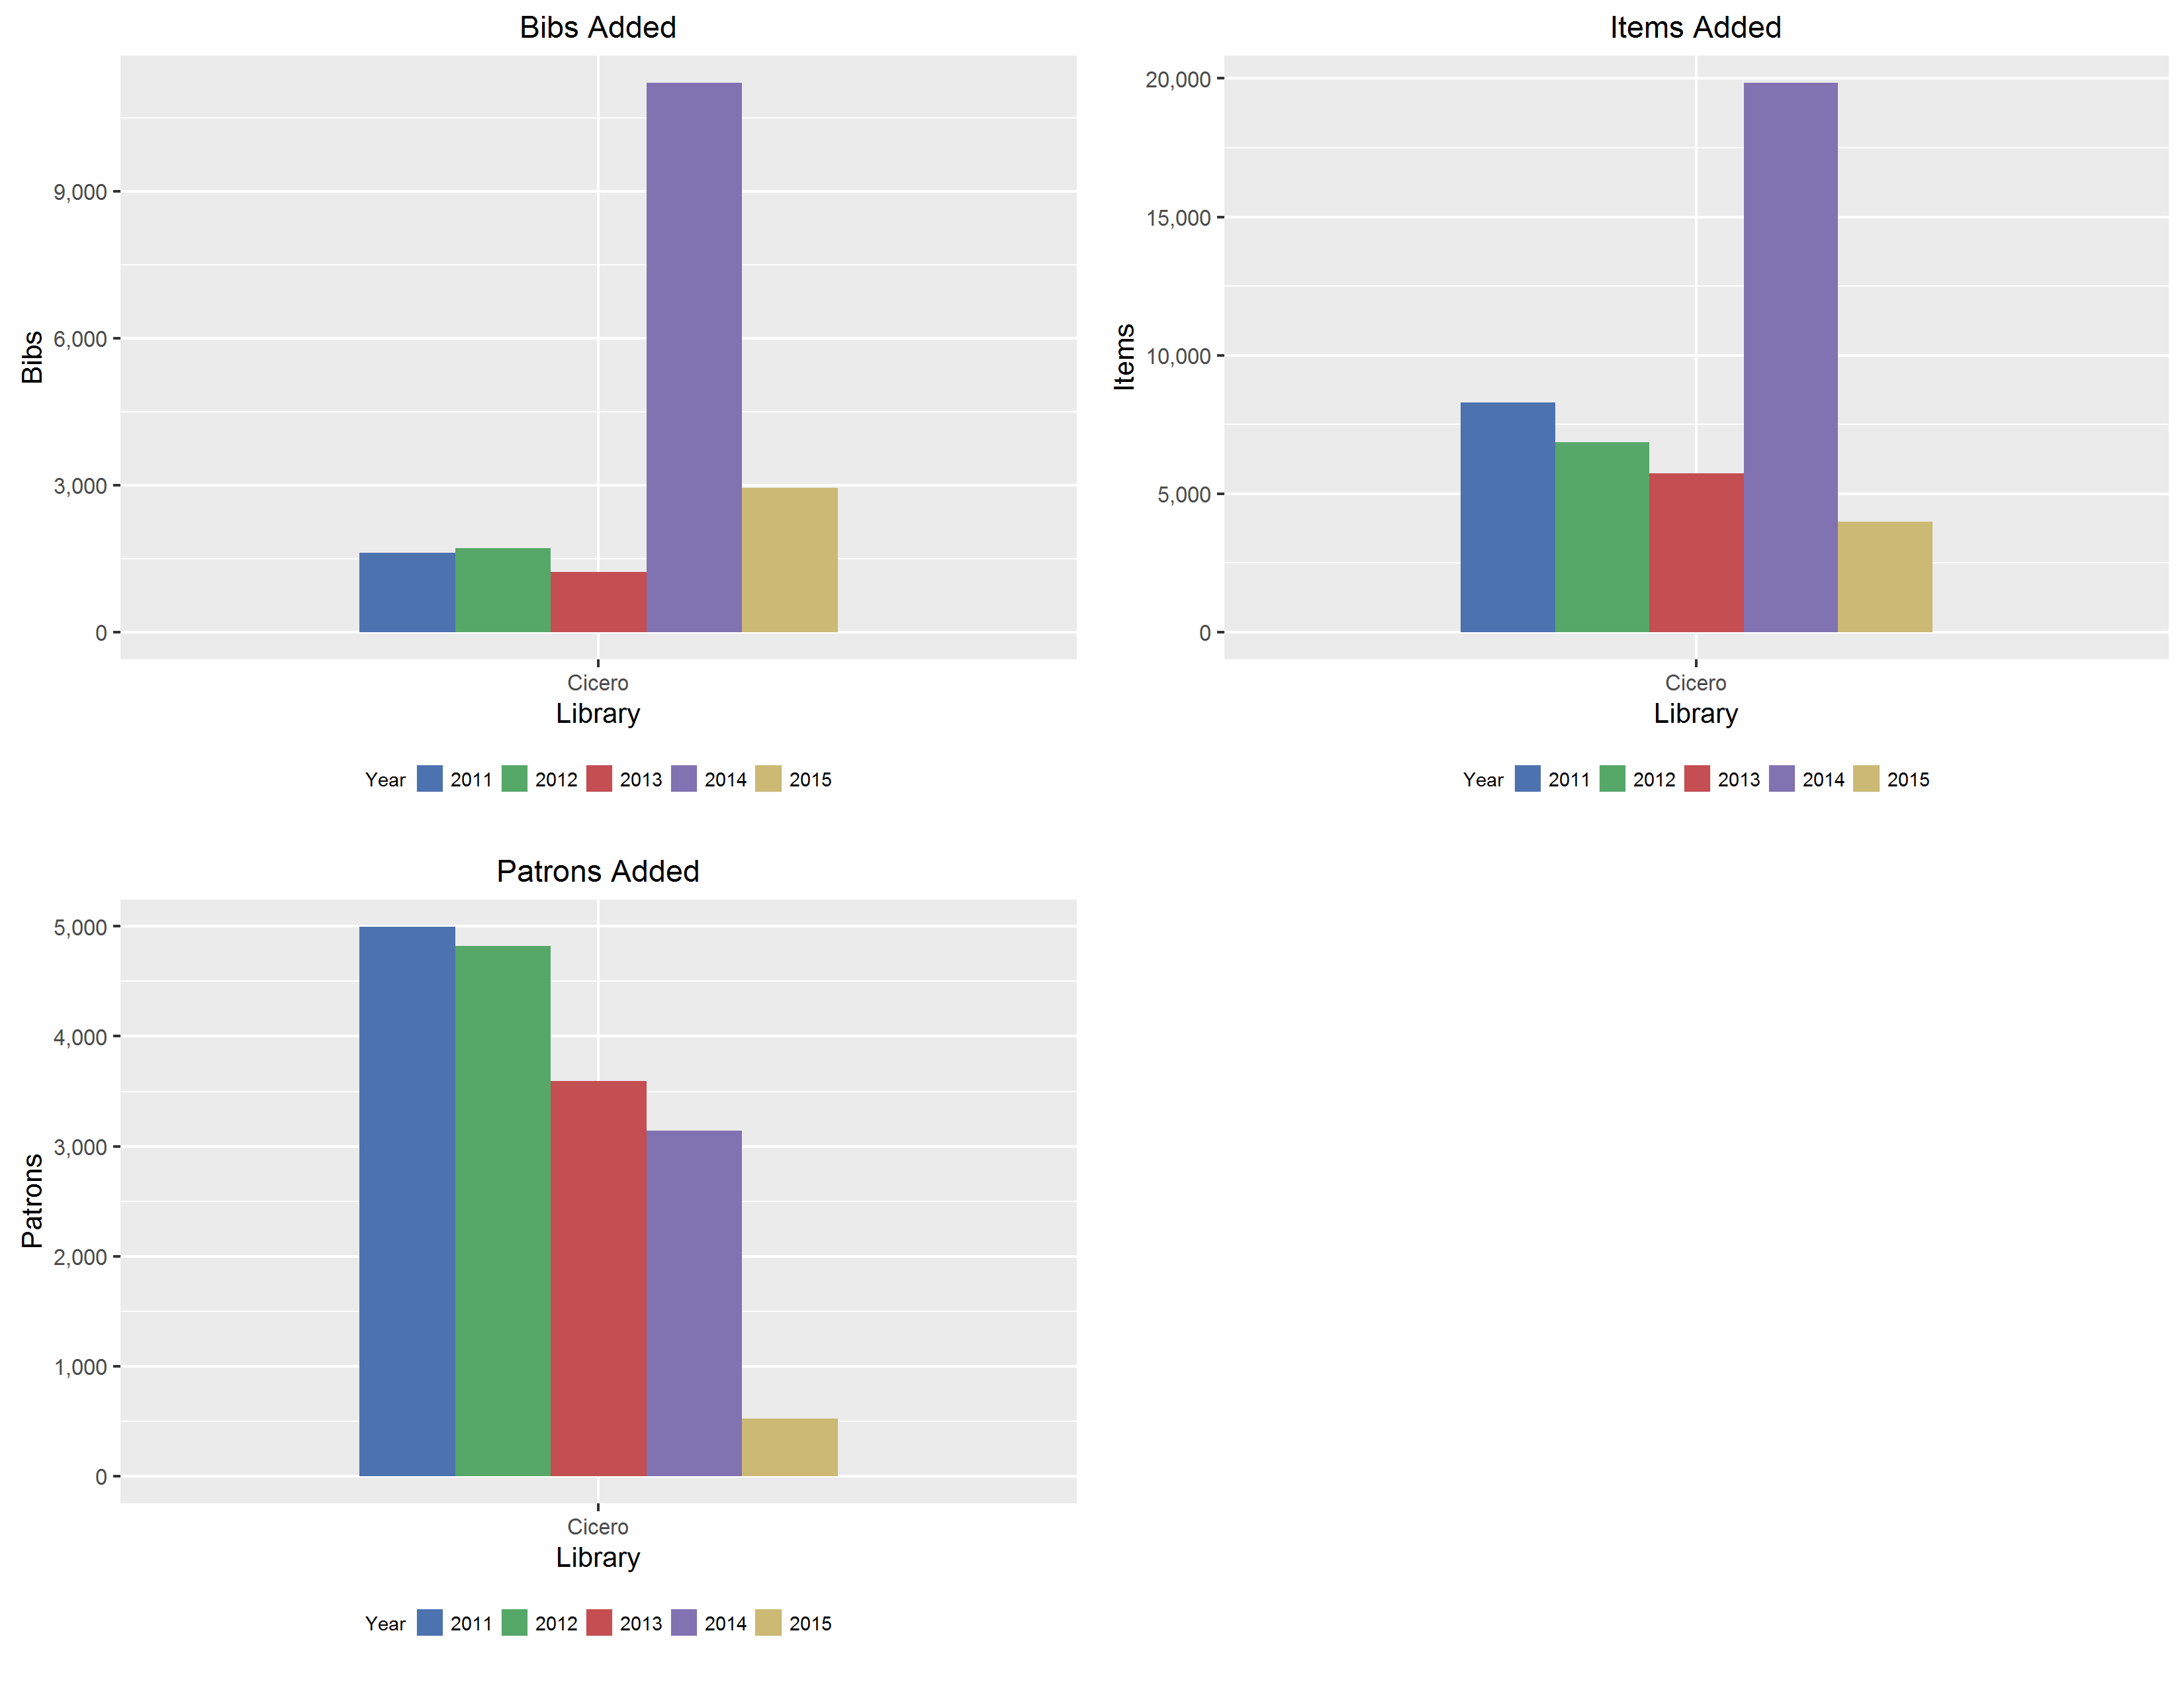 Bibs Added
Bibs
9,000
6,000
3,000
0
Cicero
Library
Year 2011 2012 2013 2014 2015
Items Added
Items
20,000
15,000
10,000
5,000
0
Cicero
Library
Year 2011 2012 2013 2014 2015
Patrons Added
Patrons
5,000
4,000
3,000
2,000
1,000
0
Cicero
Library
Year 2011 2012 2013 2014 2015